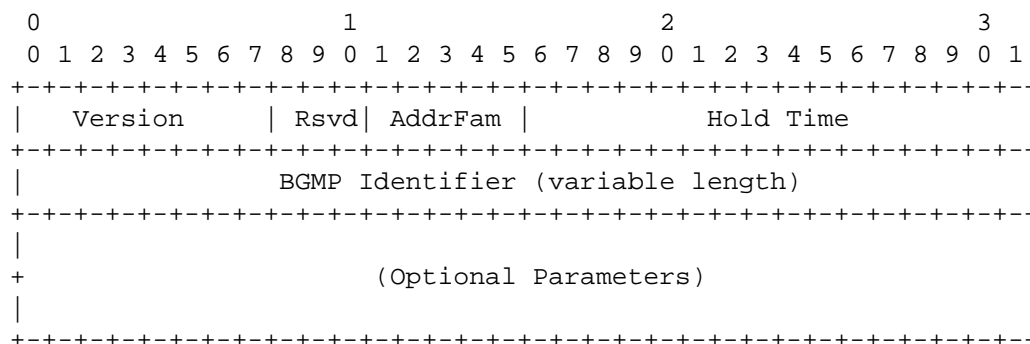 0                   1                   2                   3
 0 1 2 3 4 5 6 7 8 9 0 1 2 3 4 5 6 7 8 9 0 1 2 3 4 5 6 7 8 9 0 1
+-+-+-+-+-+-+-+-+-+-+-+-+-+-+-+-+-+-+-+-+-+-+-+-+-+-+-+-+-+-+-+--
|   Version     | Rsvd| AddrFam |           Hold Time
+-+-+-+-+-+-+-+-+-+-+-+-+-+-+-+-+-+-+-+-+-+-+-+-+-+-+-+-+-+-+-+--
|                BGMP Identifier (variable length)
+-+-+-+-+-+-+-+-+-+-+-+-+-+-+-+-+-+-+-+-+-+-+-+-+-+-+-+-+-+-+-+--
|
+                      (Optional Parameters)
|
+-+-+-+-+-+-+-+-+-+-+-+-+-+-+-+-+-+-+-+-+-+-+-+-+-+-+-+-+-+-+-+--